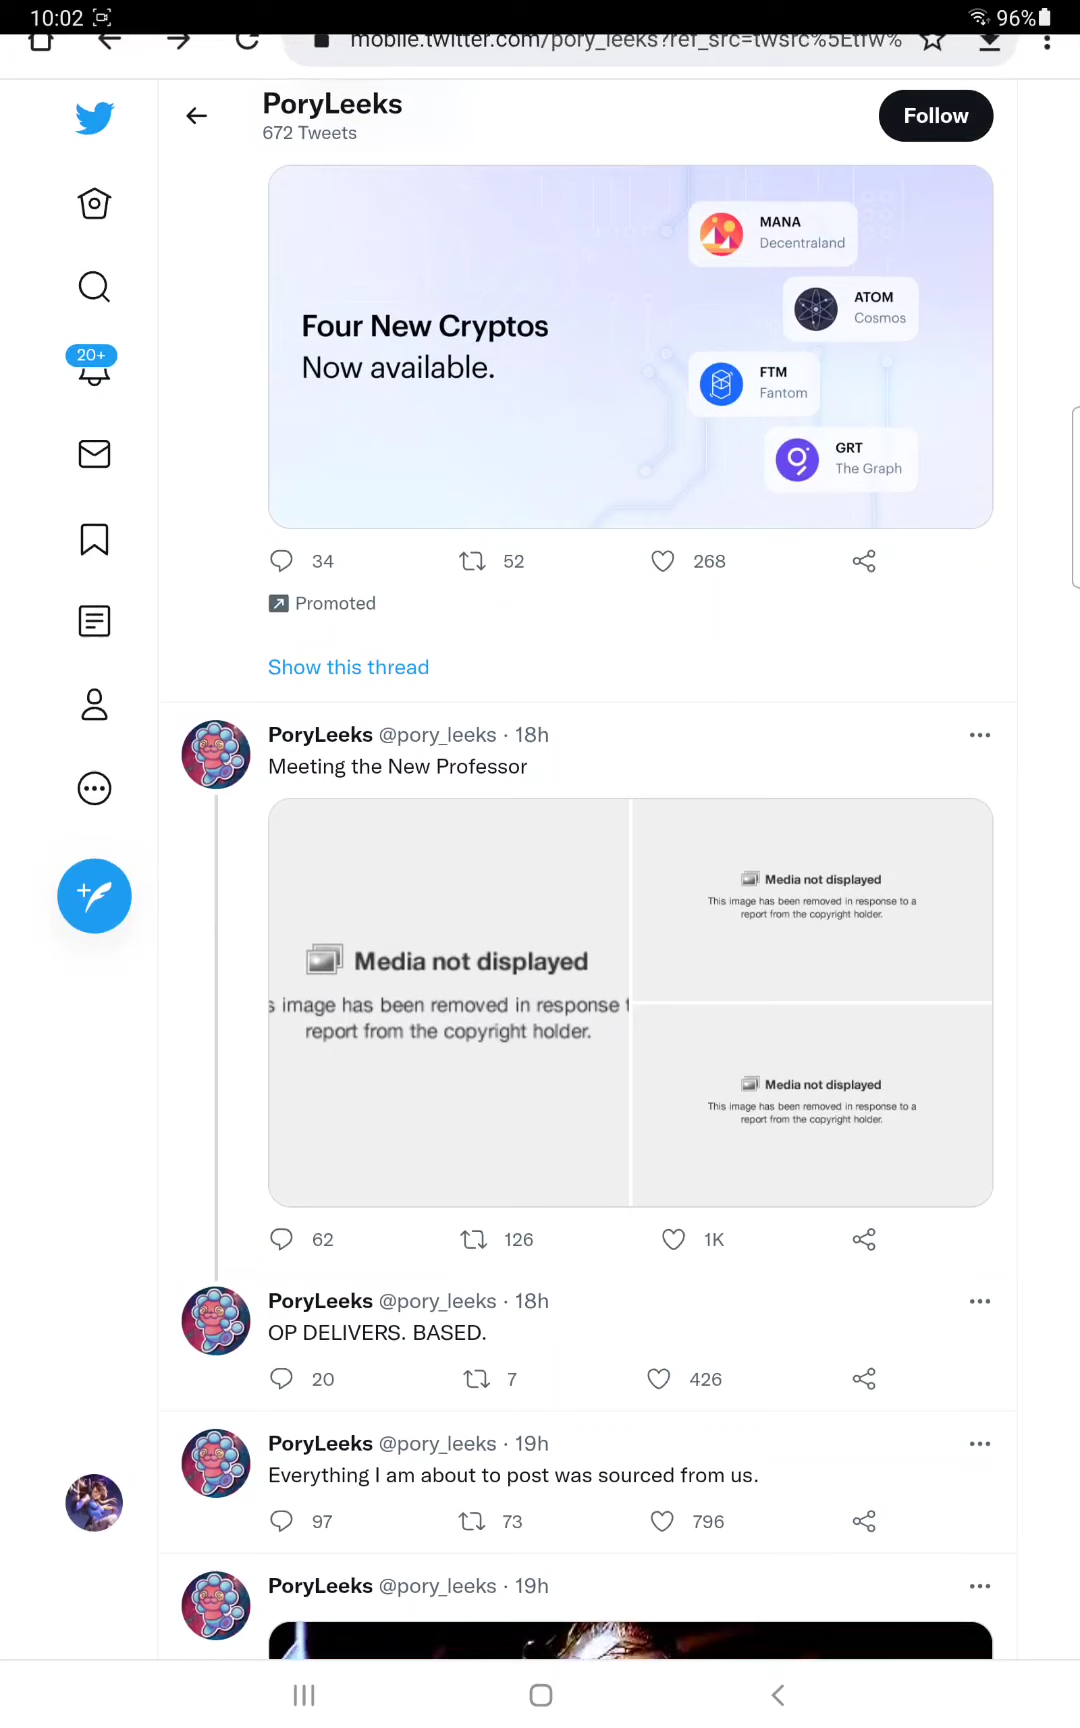 10:02
96%
mobile.twitter.com/pory_leeks?ref_src=twsrc%5Etfw%
PoryLeeks
672 Tweets
Follow
MANA
Decentraland
ATOM
Cosmos
Four New Cryptos
Now available.
FTM
Fantom
GRT
The Graph
20+
34 52 268
Promoted
Show this thread
PoryLeeks @pory_leeks · 18h
Meeting the New Professor
Media not displayed
s image has been removed in response t
report from the copyright holder.
Media not displayed
This image has been removed in response to a
report from the copyright holder.
Media not displayed
This image has been removed in response to a
report from the copyright holder.
62 126 1K
PoryLeeks @pory_leeks · 18h
OP DELIVERS. BASED.
20 7 426
PoryLeeks @pory_leeks · 19h
Everything I am about to post was sourced from us.
97 73 796
PoryLeeks @pory_leeks · 19h